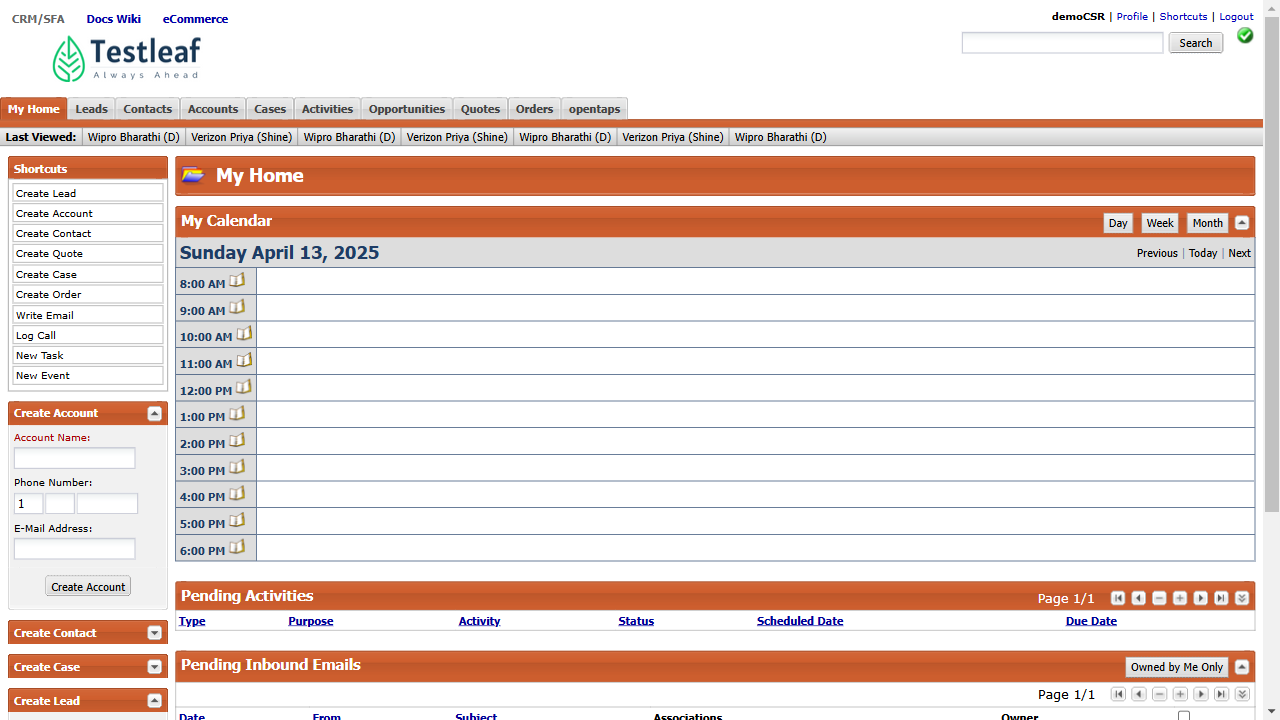 CRM/SFA Docs Wiki eCommerce
demoCSR | Profile | Shortcuts | Logout
Testleaf
Always Ahead
Search
My Home Leads Contacts Accounts Cases Activities Opportunities Quotes Orders opentaps
Last Viewed: Wipro Bharathi (D) Verizon Priya (Shine) Wipro Bharathi (D) Verizon Priya (Shine) Wipro Bharathi (D) Verizon Priya (Shine) Wipro Bharathi (D)
Shortcuts
Create Lead
Create Account
Create Contact
Create Quote
Create Case
Create Order
Write Email
Log Call
New Task
New Event
Create Account
Account Name:
Phone Number:
1
E-Mail Address:
Create Account
Create Contact
Create Case
Create Lead
My Home
My Calendar Day Week Month
Sunday April 13, 2025 Previous | Today | Next
8:00 AM
9:00 AM
10:00 AM
11:00 AM
12:00 PM
1:00 PM
2:00 PM
3:00 PM
4:00 PM
5:00 PM
6:00 PM
Pending Activities Page 1/1
Type Purpose Activity Status Scheduled Date Due Date
Pending Inbound Emails Owned by Me Only
Page 1/1
Date From Subject Associations Owner